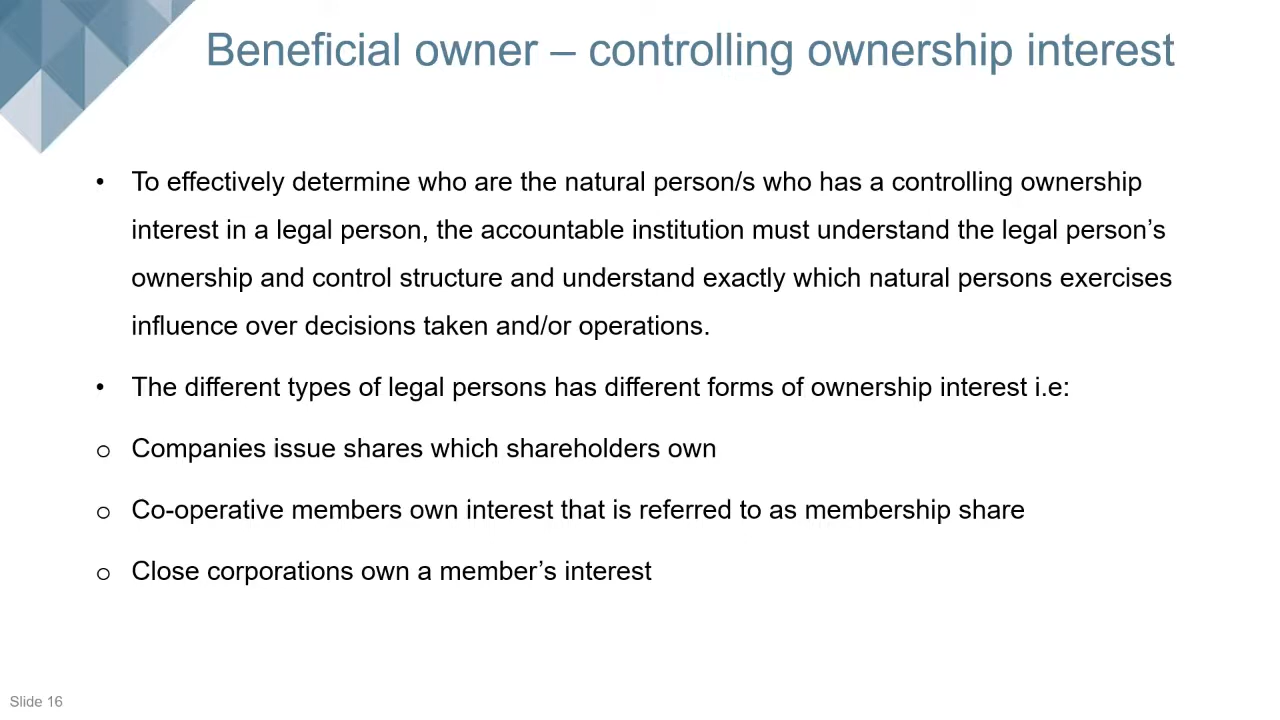 Beneficial owner – controlling ownership interest
• To effectively determine who are the natural person/s who has a controlling ownership
interest in a legal person, the accountable institution must understand the legal person’s
ownership and control structure and understand exactly which natural persons exercises
influence over decisions taken and/or operations.
• The different types of legal persons has different forms of ownership interest i.e:
o Companies issue shares which shareholders own
o Co-operative members own interest that is referred to as membership share
o Close corporations own a member’s interest
Slide 16